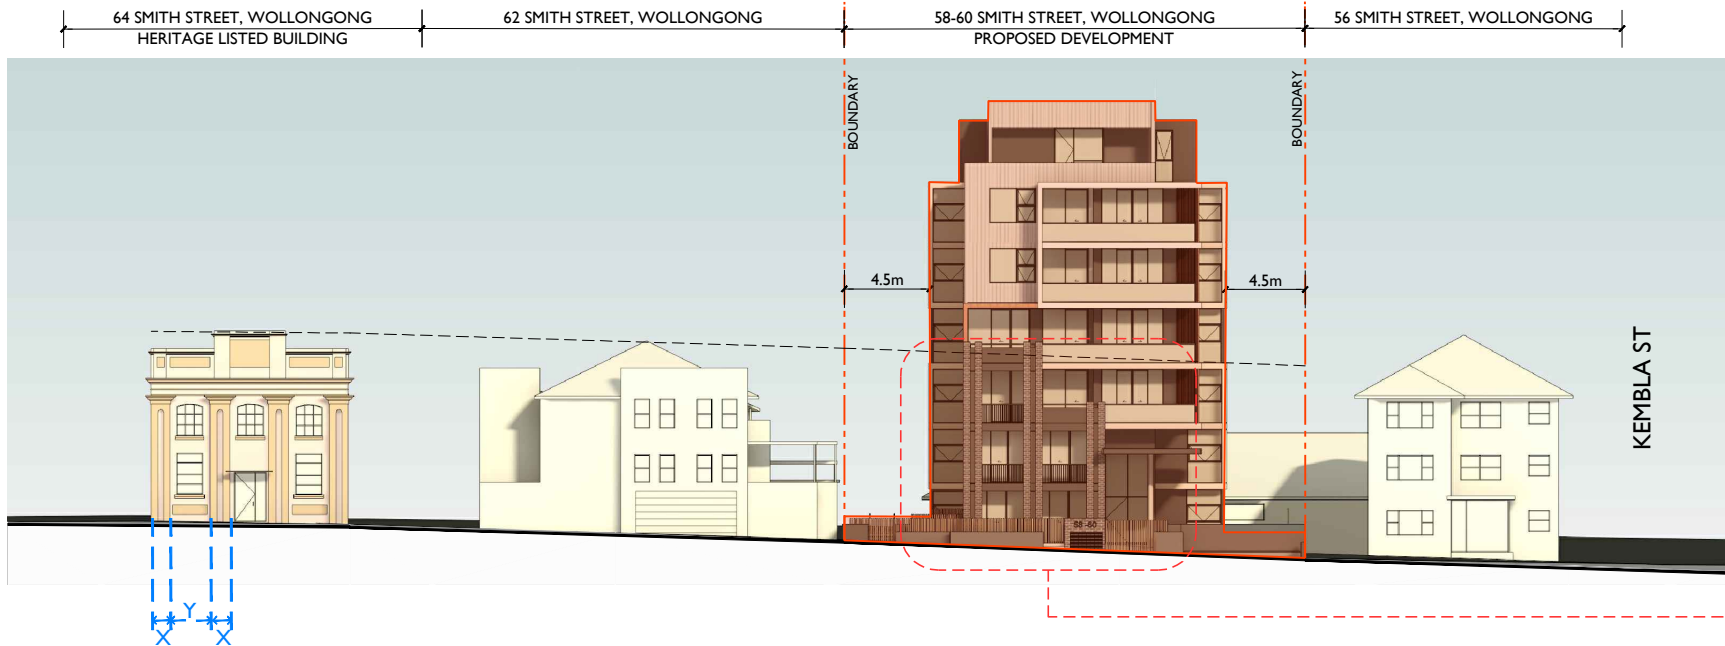 64 SMITH STREET, WOLLONGONG
HERITAGE LISTED BUILDING
62 SMITH STREET, WOLLONGONG
58-60 SMITH STREET, WOLLONGONG
PROPOSED DEVELOPMENT
56 SMITH STREET, WOLLONGONG
BOUNDARY
BOUNDARY
4.5m
4.5m
KEMBLA ST
58-60
Y
X
X